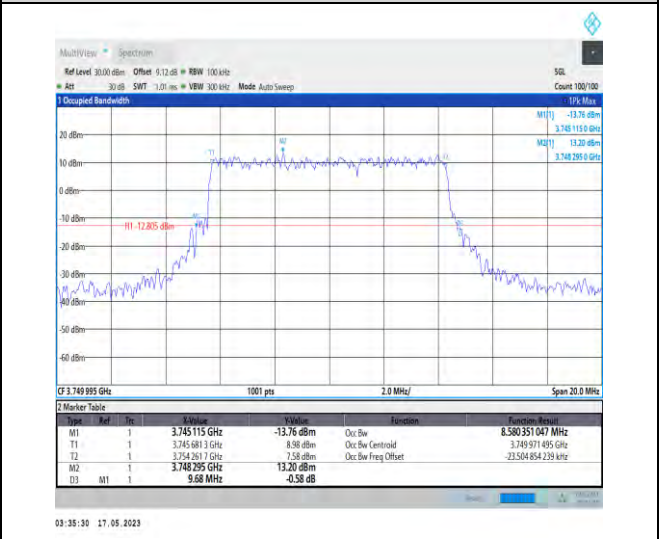 MultiView Spectrum
Ref Level 30.00 dBm Offset 9.12 dB RBW 100 kHz SGL
Att 30 dB SWT 1.01 ms VBW 300 kHz Mode Auto Sweep Count 100/100
1 Occupied Bandwidth 1Pk Max
M1[1] -13.76 dBm
3.745 115 0 GHz
M2[1] 13.20 dBm
3.748 295 0 GHz
20 dBm
M2
T1
10 dBm
0 dBm
-10 dBm
H1 -12.805 dBm
-20 dBm
-30 dBm
-40 dBm
-50 dBm
-60 dBm
CF 3.749 995 GHz 1001 pts 2.0 MHz/ Span 20.0 MHz
2 Marker Table
Type Ref Trc X-Value Y-Value Function Function Result
M1 1 3.745115 GHz -13.76 dBm Occ Bw 8.580351047 MHz
T1 1 3.745 681 3 GHz 8.98 dBm Occ Bw Centroid 3.749 971 495 GHz
T2 1 3.754 261 7 GHz 7.58 dBm Occ Bw Freq Offset -23.504 854 239 kHz
M2 1 3.748295 GHz 13.20 dBm
D3 M1 1 9.68 MHz -0.58 dB
03:35:30 17.05.2023